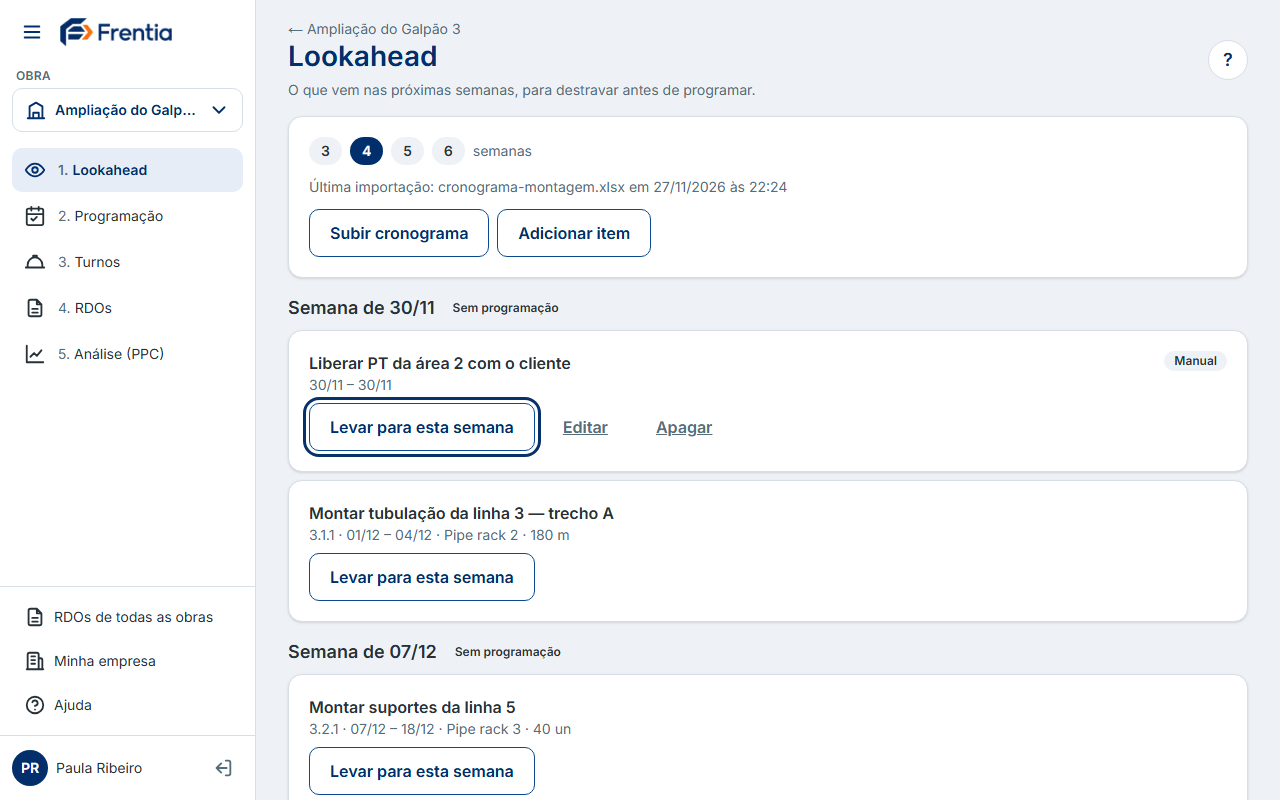 Frentia
OBRA
Ampliação do Galp...
1. Lookahead
2. Programação
3. Turnos
4. RDOs
5. Análise (PPC)
RDOs de todas as obras
Minha empresa
Ajuda
PR
Paula Ribeiro
← Ampliação do Galpão 3
Lookahead
?
O que vem nas próximas semanas, para destravar antes de programar.
3 4 5 6 semanas
Última importação: cronograma-montagem.xlsx em 27/11/2026 às 22:24
Subir cronograma Adicionar item
Semana de 30/11 Sem programação
Liberar PT da área 2 com o cliente Manual
30/11 – 30/11
Levar para esta semana Editar Apagar
Montar tubulação da linha 3 — trecho A
3.1.1 · 01/12 – 04/12 · Pipe rack 2 · 180 m
Levar para esta semana
Semana de 07/12 Sem programação
Montar suportes da linha 5
3.2.1 · 07/12 – 18/12 · Pipe rack 3 · 40 un
Levar para esta semana